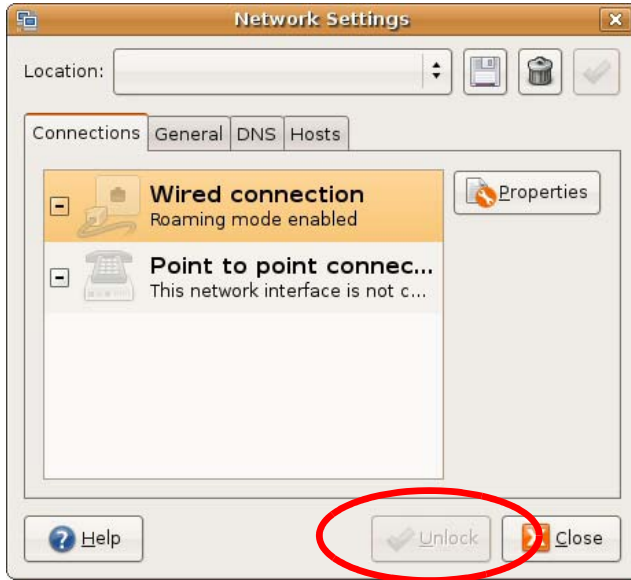 Network Settings
Location:
Connections General DNS Hosts
Wired connection
Roaming mode enabled
Properties
Point to point connec...
This network interface is not c...
Help Unlock Close